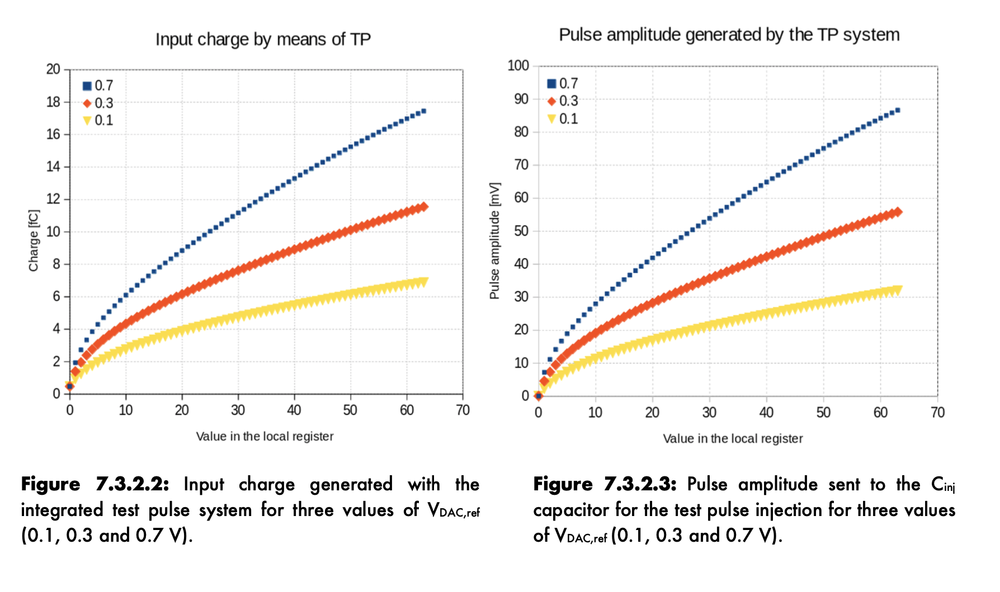 Input charge by means of TP
20
18
16
14
12
10
8
6
4
2
0
0.7
0.3
0.1
Charge [fC]
0 10 20 30 40 50 60 70
Value in the local register
Figure 7.3.2.2: Input charge generated with the
integrated test pulse system for three values of VDAC,ref
(0.1, 0.3 and 0.7 V).
Pulse amplitude generated by the TP system
100
90
80
70
60
50
40
30
20
10
0
0.7
0.3
0.1
Pulse amplitude [mV]
0 10 20 30 40 50 60 70
Value in the local register
Figure 7.3.2.3: Pulse amplitude sent to the Cinj
capacitor for the test pulse injection for three values
of VDAC,ref (0.1, 0.3 and 0.7 V).